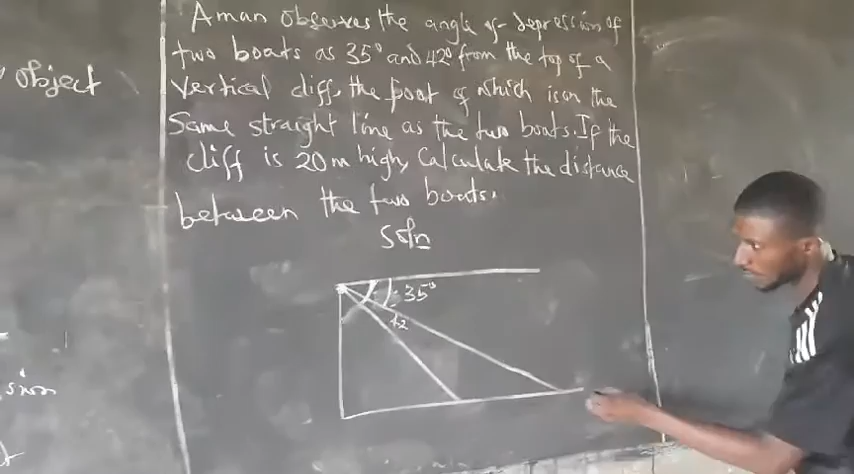 Aman observes the angle of depression of
two boats as 35° and 42° from the top of a
object
vertical cliff, the foot of which is on the
same straight line as the two boats. If the
cliff is 20m high, calculate the distance
between the two boats.
Soln
35°
42